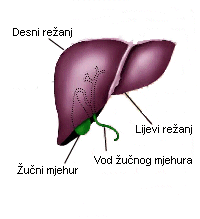 Desni režanj
Lijevi režanj
Vod žučnog mjehura
Žučni mjehur